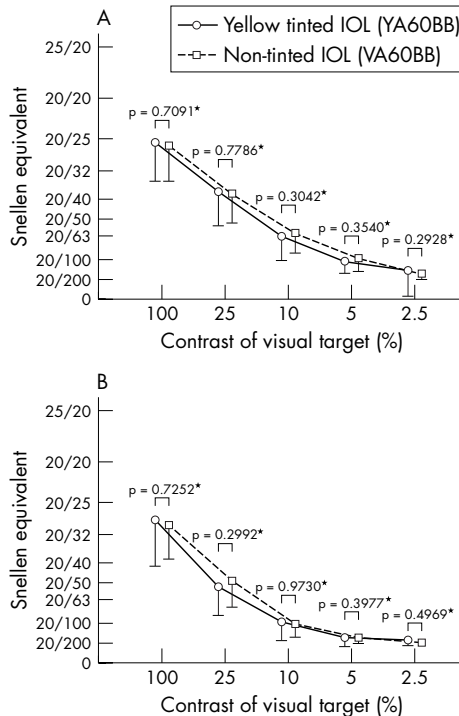 A
Yellow tinted IOL (YA60BB)
Non-tinted IOL (VA60BB)
25/20
20/20
20/25
20/32
20/40
20/50
20/63
20/100
20/200
0
Snellen equivalent
p = 0.7091*
p = 0.7786*
p = 0.3042*
p = 0.3540*
p = 0.2928*
100 25 10 5 2.5
Contrast of visual target (%)
B
25/20
20/20
20/25
20/32
20/40
20/50
20/63
20/100
20/200
0
Snellen equivalent
p = 0.7252*
p = 0.2992*
p = 0.9730*
p = 0.3977*
p = 0.4969*
100 25 10 5 2.5
Contrast of visual target (%)